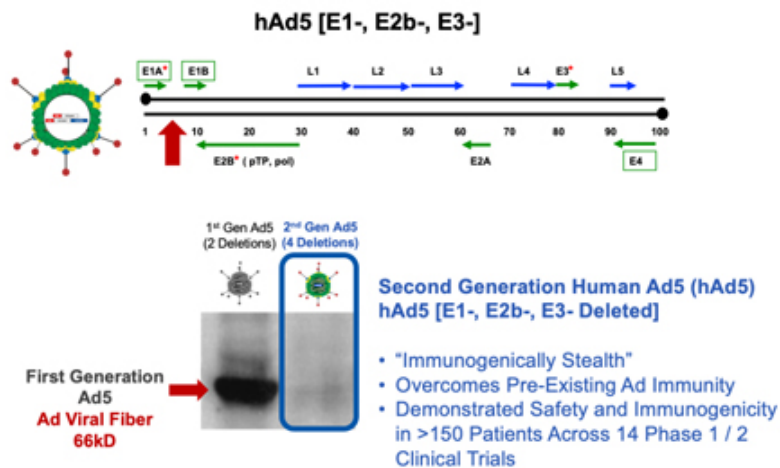 hAd5 [E1-, E2b-, E3-]
E1A* E1B L1 L2 L3 L4 E3* L5
1 10 20 30 40 50 60 70 80 90 100
E2B* ( pTP, pol) E2A E4
1st Gen Ad5
(2 Deletions)
2nd Gen Ad5
(4 Deletions)
First Generation
Ad5
Ad Viral Fiber
66kD
Second Generation Human Ad5 (hAd5)
hAd5 [E1-, E2b-, E3- Deleted]
• “Immunogenically Stealth”
• Overcomes Pre-Existing Ad Immunity
• Demonstrated Safety and Immunogenicity
in >150 Patients Across 14 Phase 1 / 2
Clinical Trials